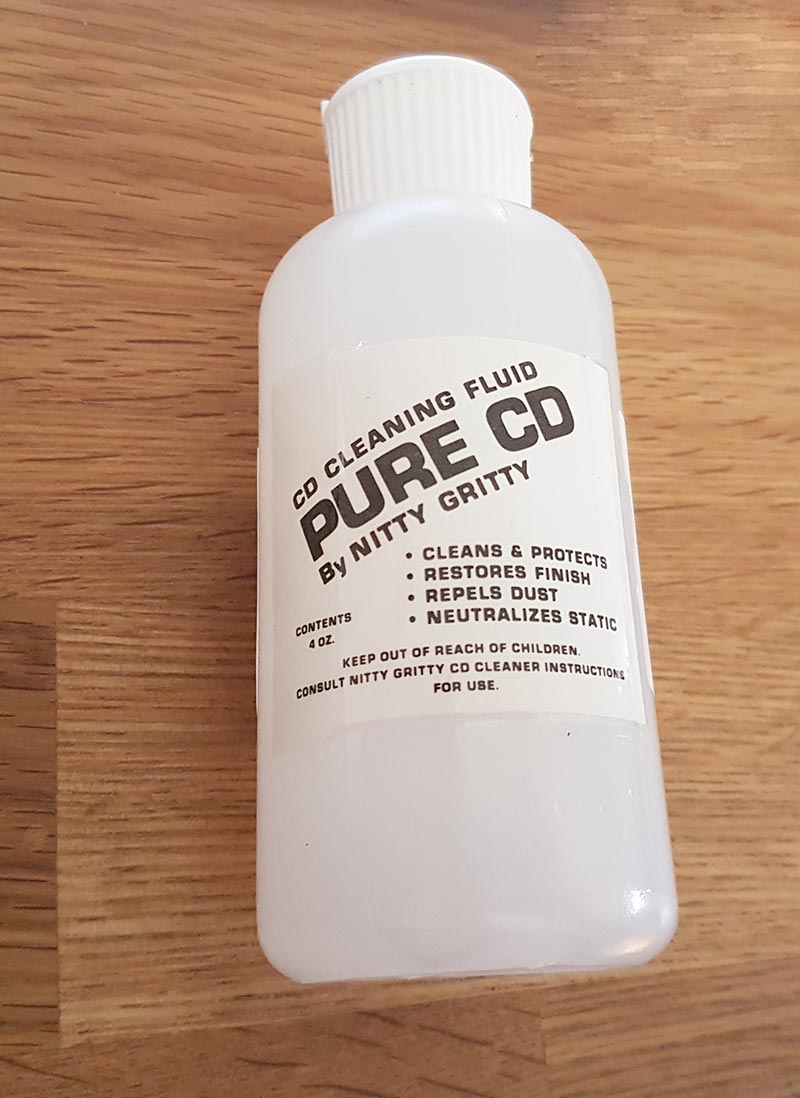 CD CLEANING FLUID
PURE CD
By NITTY GRITTY
• CLEANS & PROTECTS
• RESTORES FINISH
• REPELS DUST
• NEUTRALIZES STATIC
CONTENTS
4 OZ.
KEEP OUT OF REACH OF CHILDREN.
CONSULT NITTY GRITTY CD CLEANER INSTRUCTIONS
FOR USE.